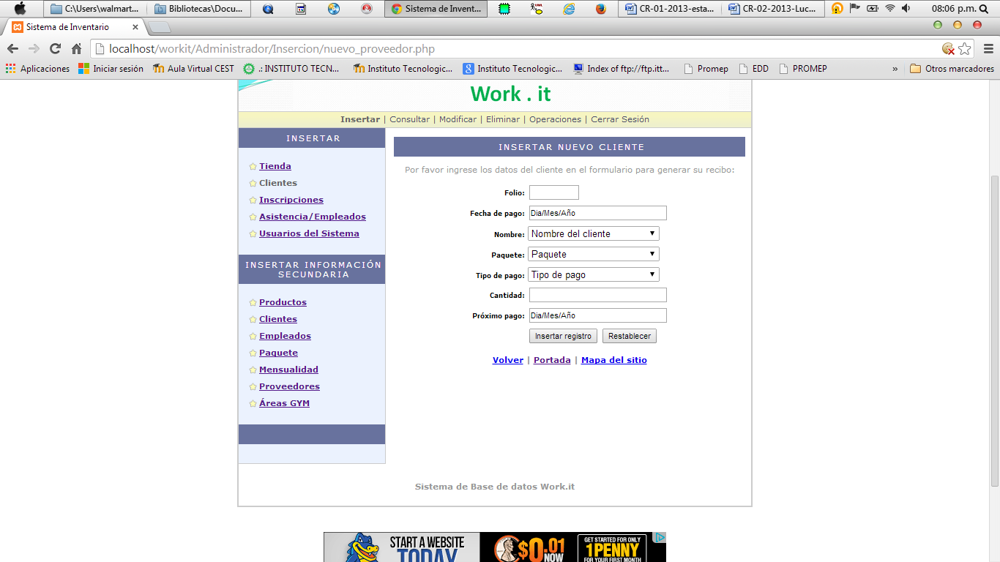 C:\Users\walmart... Bibliotecas\Docu... Sistema de Invent... UML CR-01-2013-esta... CR-02-2013-Luc... 08:06 p.m.
Sistema de Inventario
localhost/workit/Administrador/Insercion/nuevo_proveedor.php
Aplicaciones Iniciar sesión Aula Virtual CEST .: INSTITUTO TECN... Instituto Tecnologic... Instituto Tecnologic... Index of ftp://ftp.itt... Promep EDD PROMEP » Otros marcadores
Work . it
Insertar | Consultar | Modificar | Eliminar | Operaciones | Cerrar Sesión
INSERTAR
Tienda
Clientes
Inscripciones
Asistencia/Empleados
Usuarios del Sistema
INSERTAR INFORMACIÓN
SECUNDARIA
Productos
Clientes
Empleados
Paquete
Mensualidad
Proveedores
Áreas GYM
INSERTAR NUEVO CLIENTE
Por favor ingrese los datos del cliente en el formulario para generar su recibo:
Folio:
Fecha de pago: Dia/Mes/Año
Nombre: Nombre del cliente
Paquete: Paquete
Tipo de pago: Tipo de pago
Cantidad:
Próximo pago: Dia/Mes/Año
Insertar registro Restablecer
Volver | Portada | Mapa del sitio
Sistema de Base de datos Work.it
START A WEBSITE
TODAY
$0.01
NOW
GET STARTED FOR ONLY
1PENNY
FOR YOUR FIRST MONTH